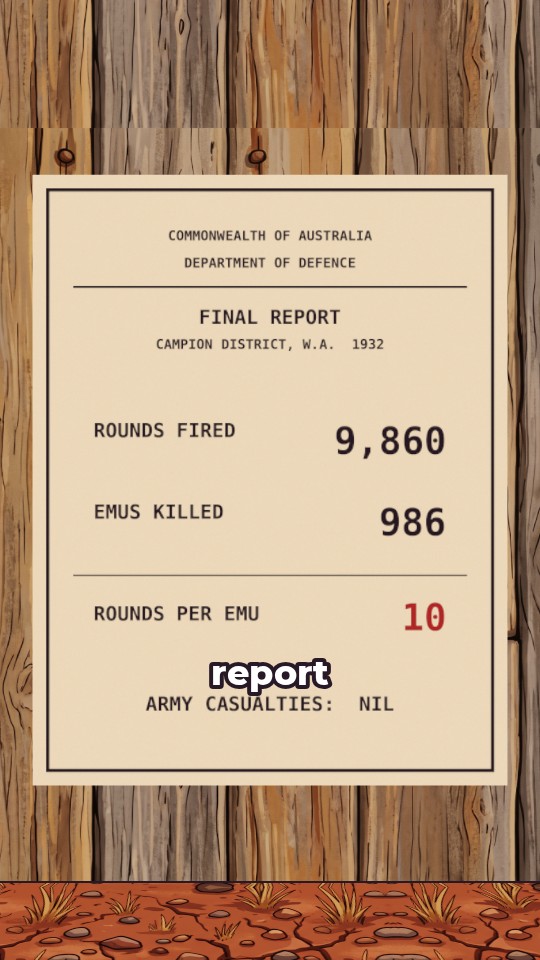 COMMONWEALTH OF AUSTRALIA
DEPARTMENT OF DEFENCE
FINAL REPORT
CAMPION DISTRICT, W.A. 1932
ROUNDS FIRED 9,860
EMUS KILLED 986
ROUNDS PER EMU 10
report
ARMY CASUALTIES: NIL